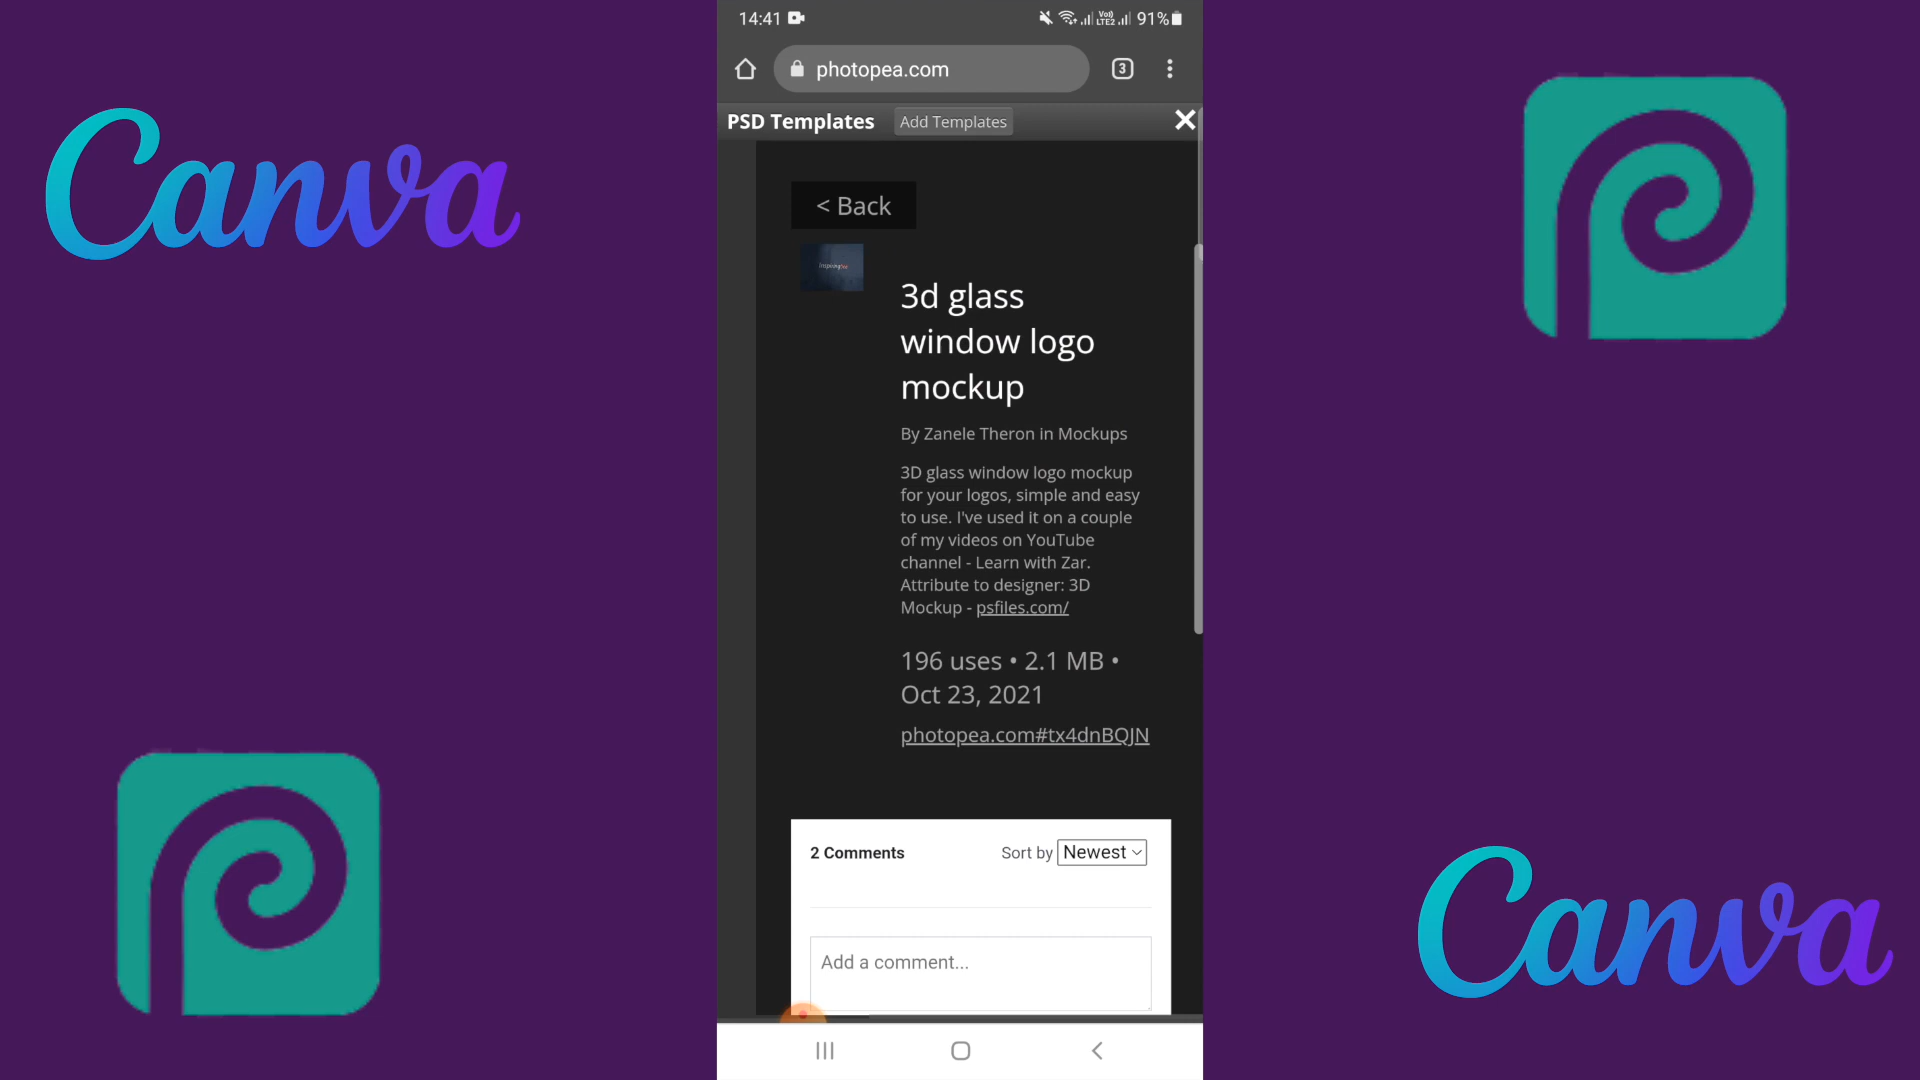 14:41
Vo)
LTE2
91%
photopea.com
3
PSD Templates
Add Templates
Canva
< Back
3d glass
window logo
mockup
By Zanele Theron in Mockups
3D glass window logo mockup
for your logos, simple and easy
to use. I've used it on a couple
of my videos on YouTube
channel - Learn with Zar.
Attribute to designer: 3D
Mockup - psfiles.com/
196 uses • 2.1 MB •
Oct 23, 2021
photopea.com#tx4dnBQJN
2 Comments
Sort by Newest
Add a comment...
Canva